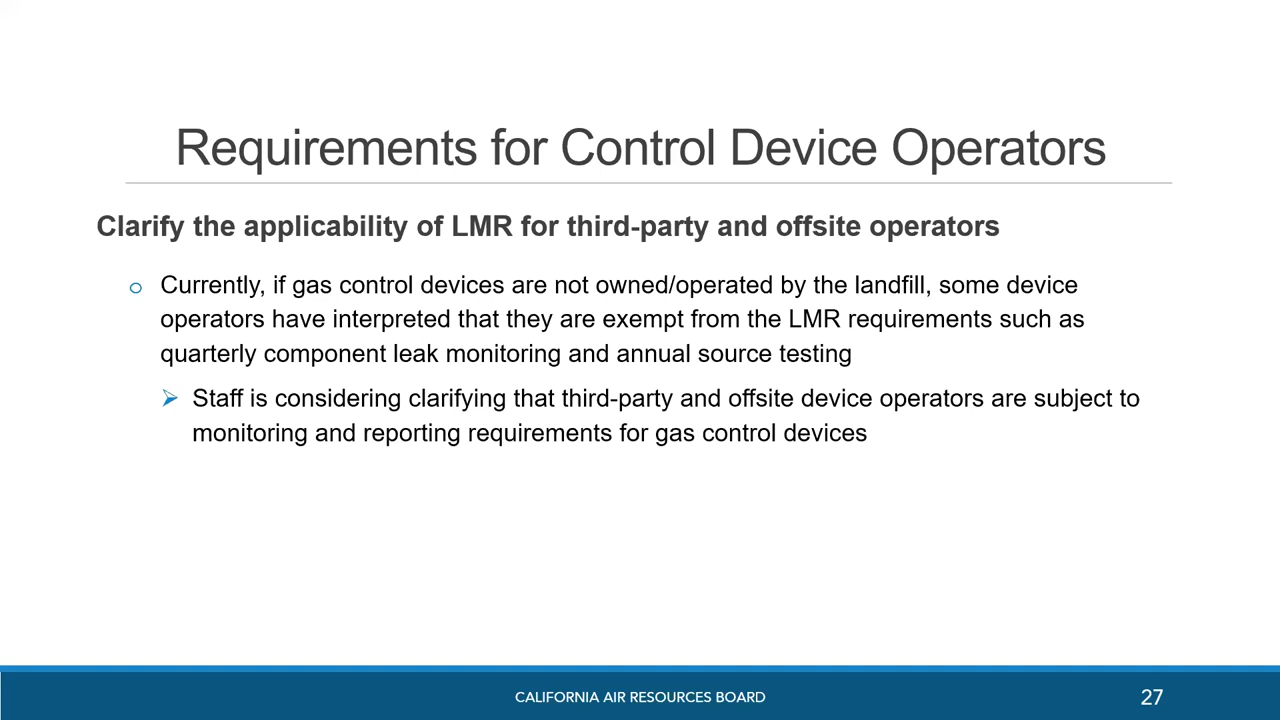 Requirements for Control Device Operators
Clarify the applicability of LMR for third-party and offsite operators
o Currently, if gas control devices are not owned/operated by the landfill, some device
operators have interpreted that they are exempt from the LMR requirements such as
quarterly component leak monitoring and annual source testing
➢ Staff is considering clarifying that third-party and offsite device operators are subject to
monitoring and reporting requirements for gas control devices
CALIFORNIA AIR RESOURCES BOARD
27